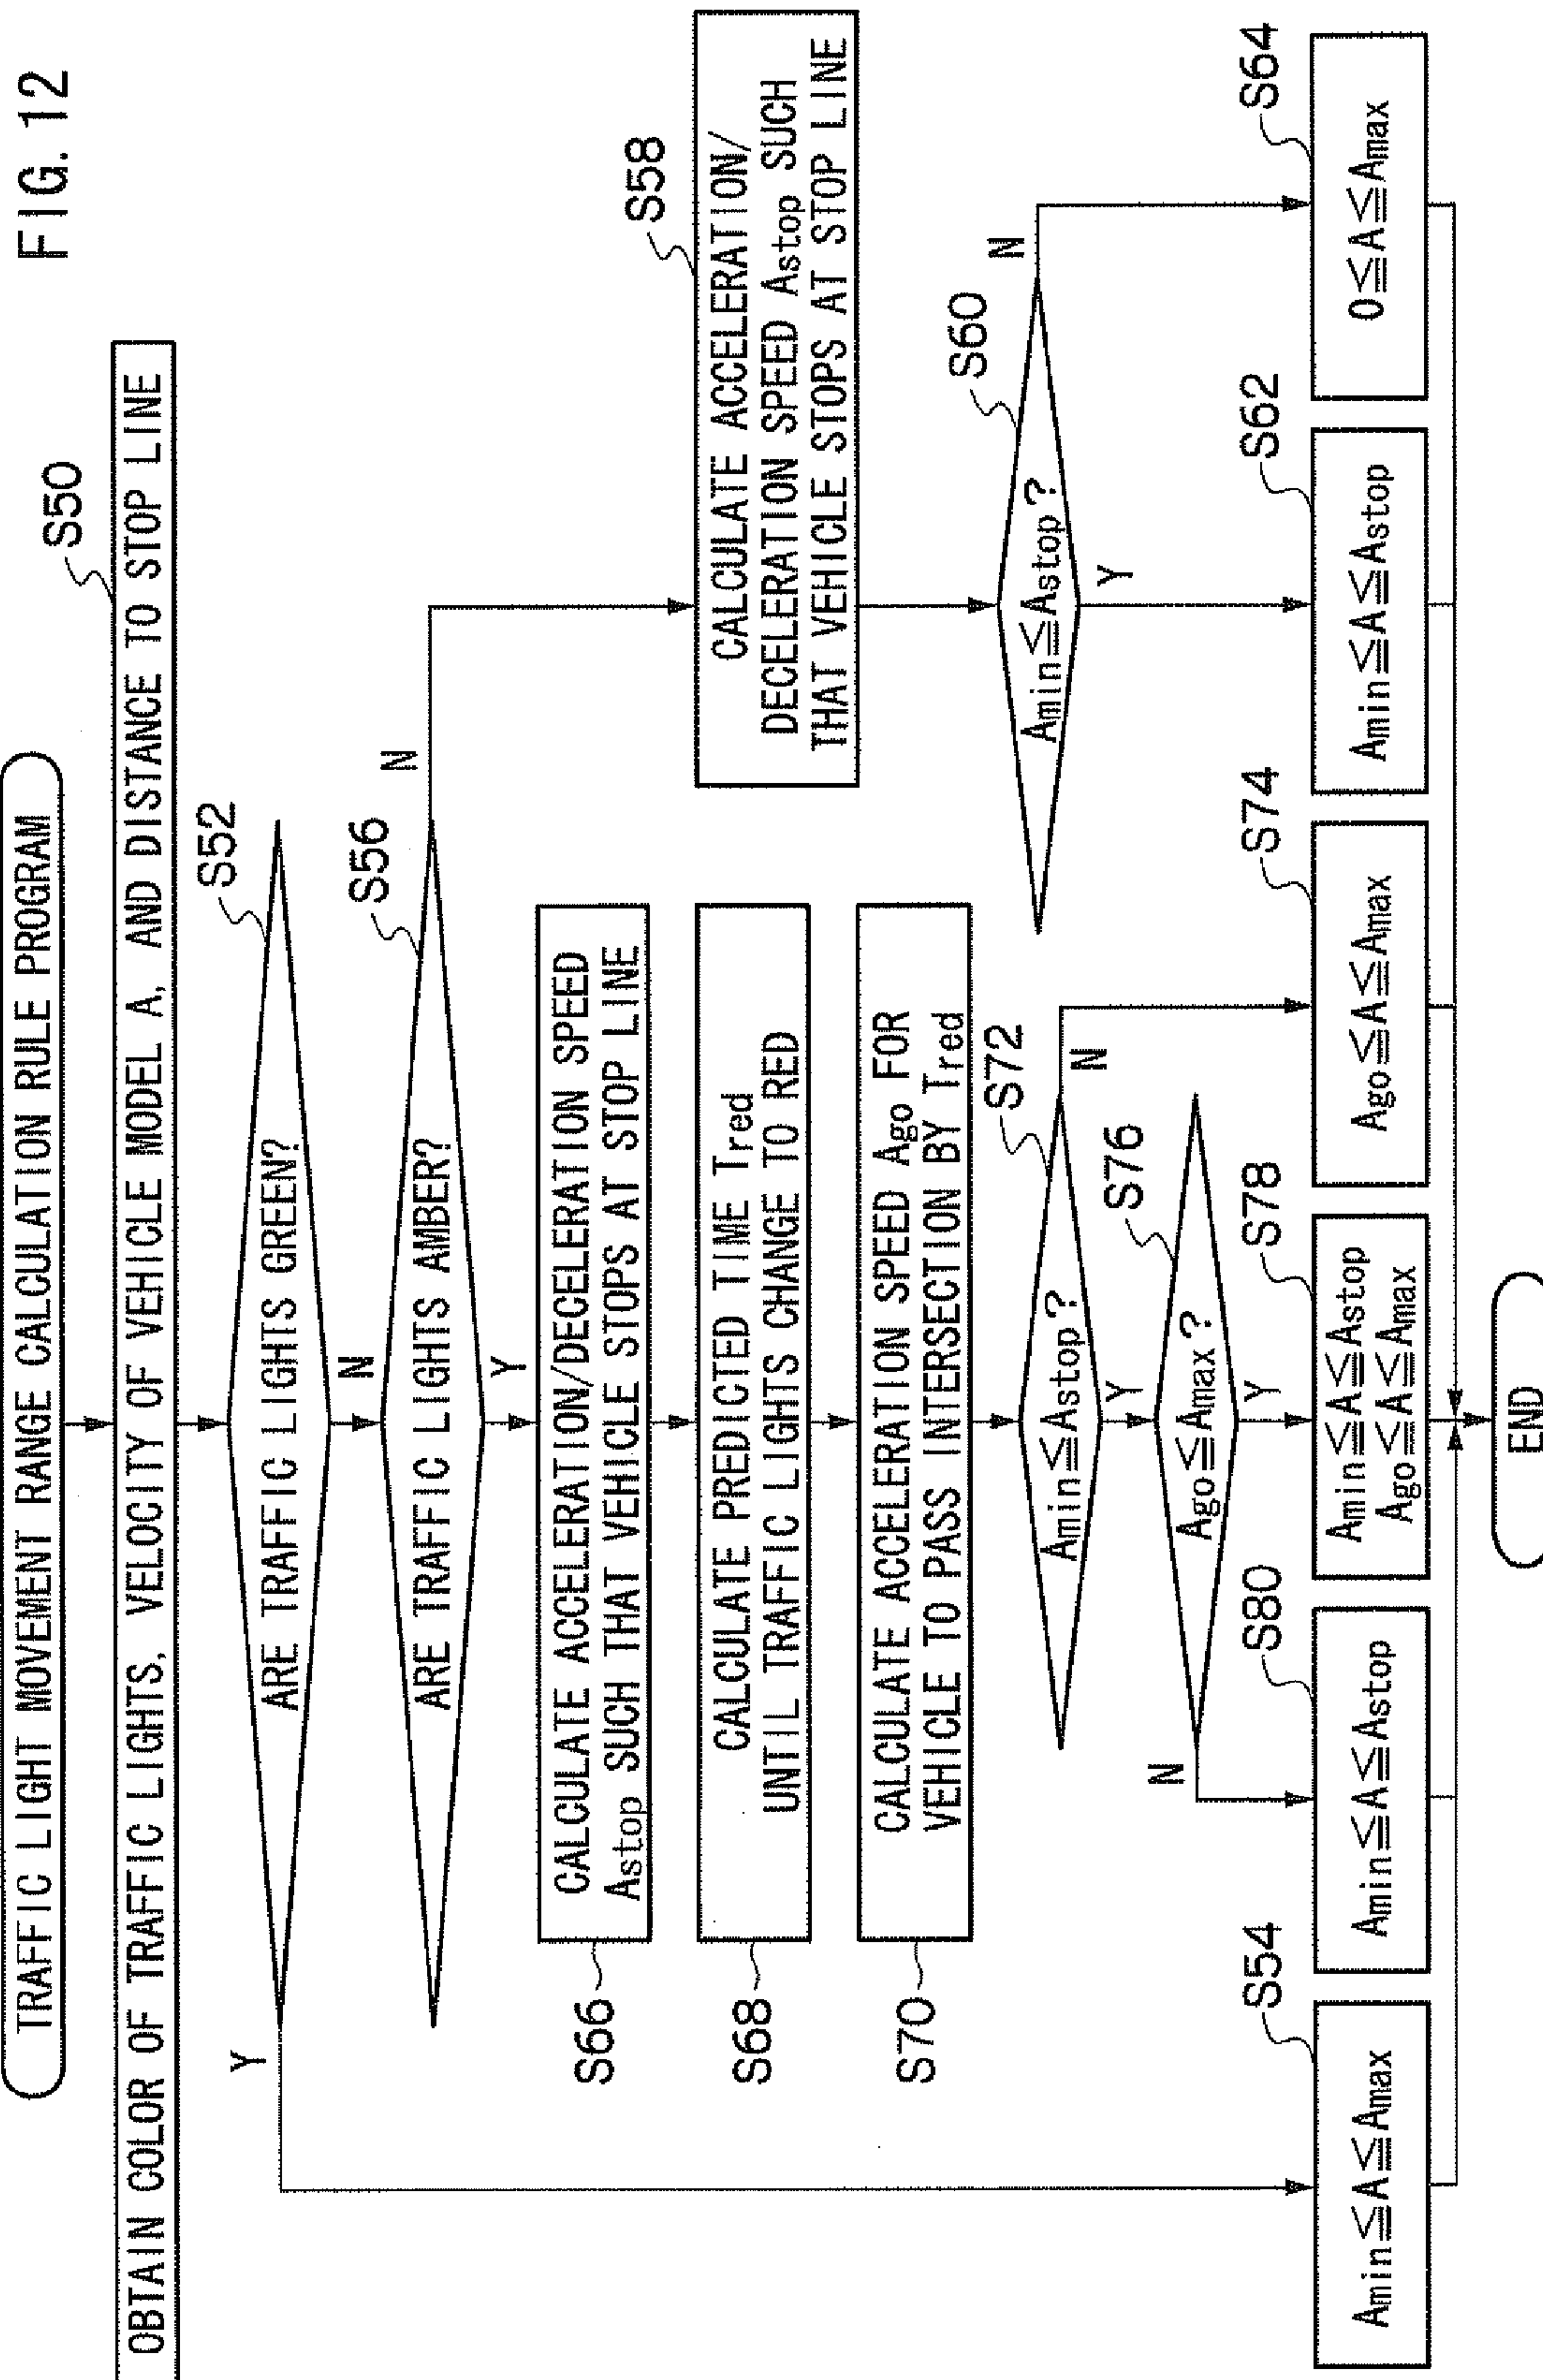 FIG. 12
TRAFFIC LIGHT MOVEMENT RANGE CALCULATION RULE PROGRAM
S50
OBTAIN COLOR OF TRAFFIC LIGHTS, VELOCITY OF VEHICLE MODEL A, AND DISTANCE TO STOP LINE
S52
ARE TRAFFIC LIGHTS GREEN?
Y
N
S56
ARE TRAFFIC LIGHTS AMBER?
N
Y
S66
CALCULATE ACCELERATION/DECELERATION SPEED
Astop SUCH THAT VEHICLE STOPS AT STOP LINE
S58
CALCULATE ACCELERATION/
DECELERATION SPEED Astop SUCH
THAT VEHICLE STOPS AT STOP LINE
S68
CALCULATE PREDICTED TIME Tred
UNTIL TRAFFIC LIGHTS CHANGE TO RED
S70
CALCULATE ACCELERATION SPEED Ago FOR
VEHICLE TO PASS INTERSECTION BY Tred
S72
Amin≦Astop?
N
Y
S60
Amin≦Astop?
N
Y
S76
Ago≦Amax?
N
Y
S54
Amin≦A≦Amax
S80
Amin≦A≦Astop
S78
Amin≦A≦Astop
Ago≦A≦Amax
S74
Ago≦A≦Amax
S62
Amin≦A≦Astop
S64
0≦A≦Amax
END